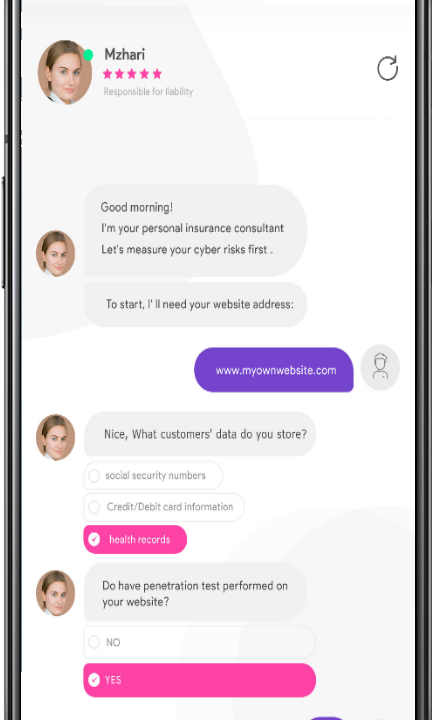 Mzhari
Responsible for liability
Good morning!
I'm your personal insurance consultant
Let's measure your cyber risks first .
To start, I' ll need your website address:
www.myownwebsite.com
Nice, What customers' data do you store?
social security numbers
Credit/Debit card information
health records
Do have penetration test performed on
your website?
NO
YES